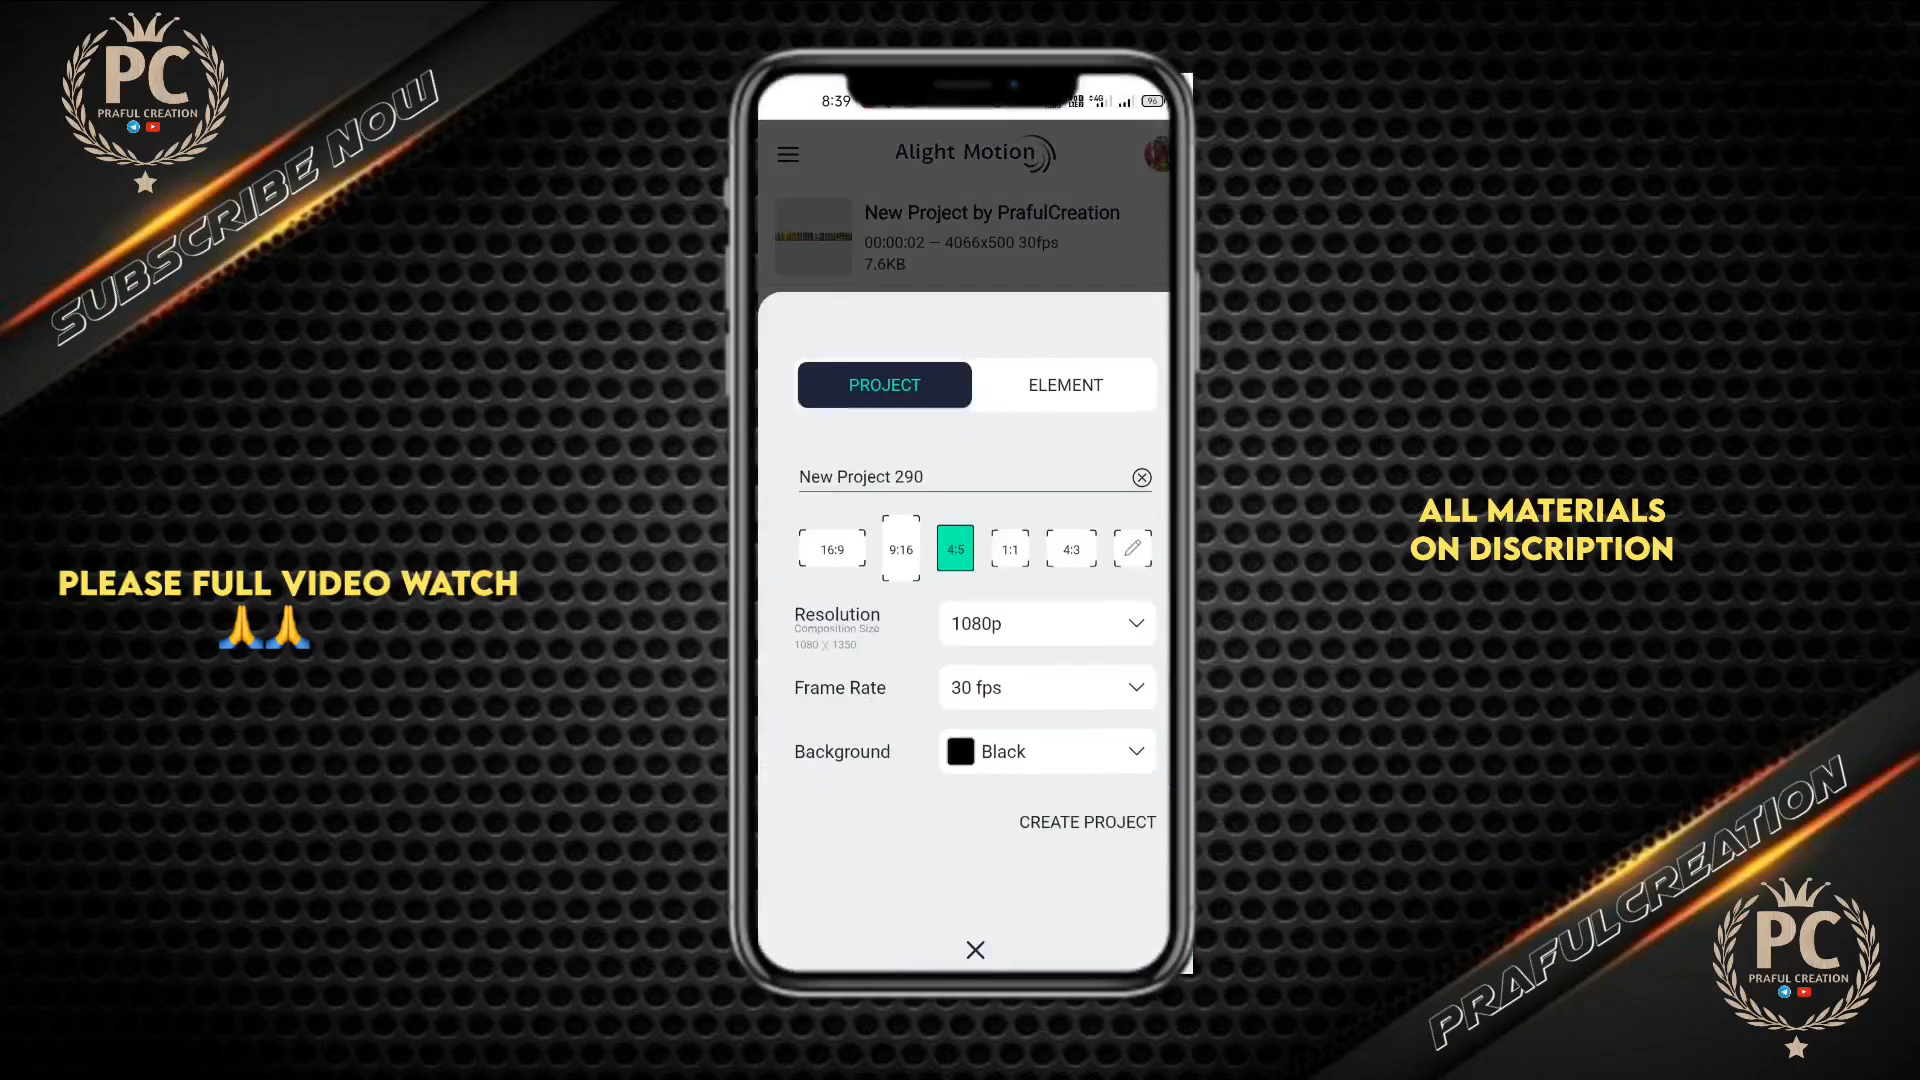 PC
PRAFUL CREATION
SUBSCRIBE NOW
PLEASE FULL VIDEO WATCH
8:39
4G
96
Alight Motion
New Project by PrafulCreation
00:00:02 — 4066x500 30fps
7.6KB
PROJECT
ELEMENT
New Project 290
16:9
9:16
4:5
1:1
4:3
Resolution
Composition Size
1080 X 1350
1080p
Frame Rate
30 fps
Background
Black
CREATE PROJECT
ALL MATERIALS
ON DISCRIPTION
PRAFULCREATION
PC
PRAFUL CREATION